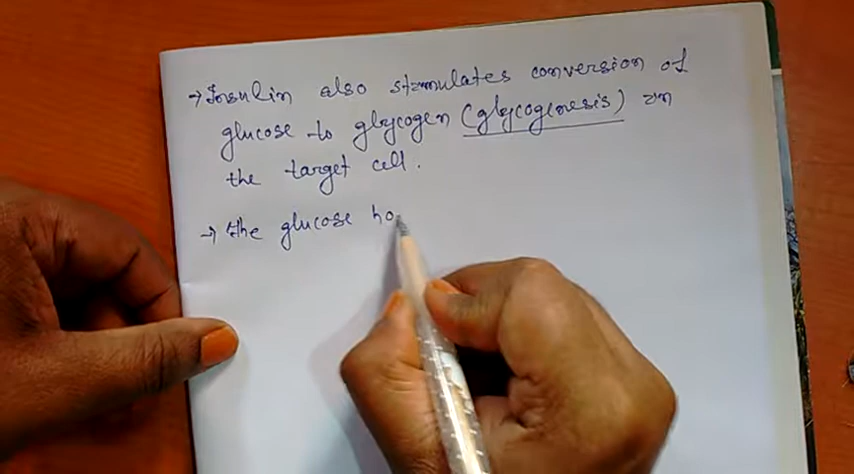 → Insulin also stimulates conversion of
glucose to glycogen (glycogenesis) in
the target cell.
→ the glucose ho